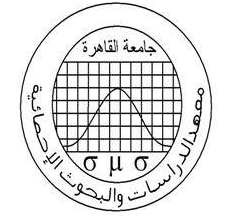 جامعة القاهرة
σ μ σ
معهد الدراسات والبحوث الإحصائية